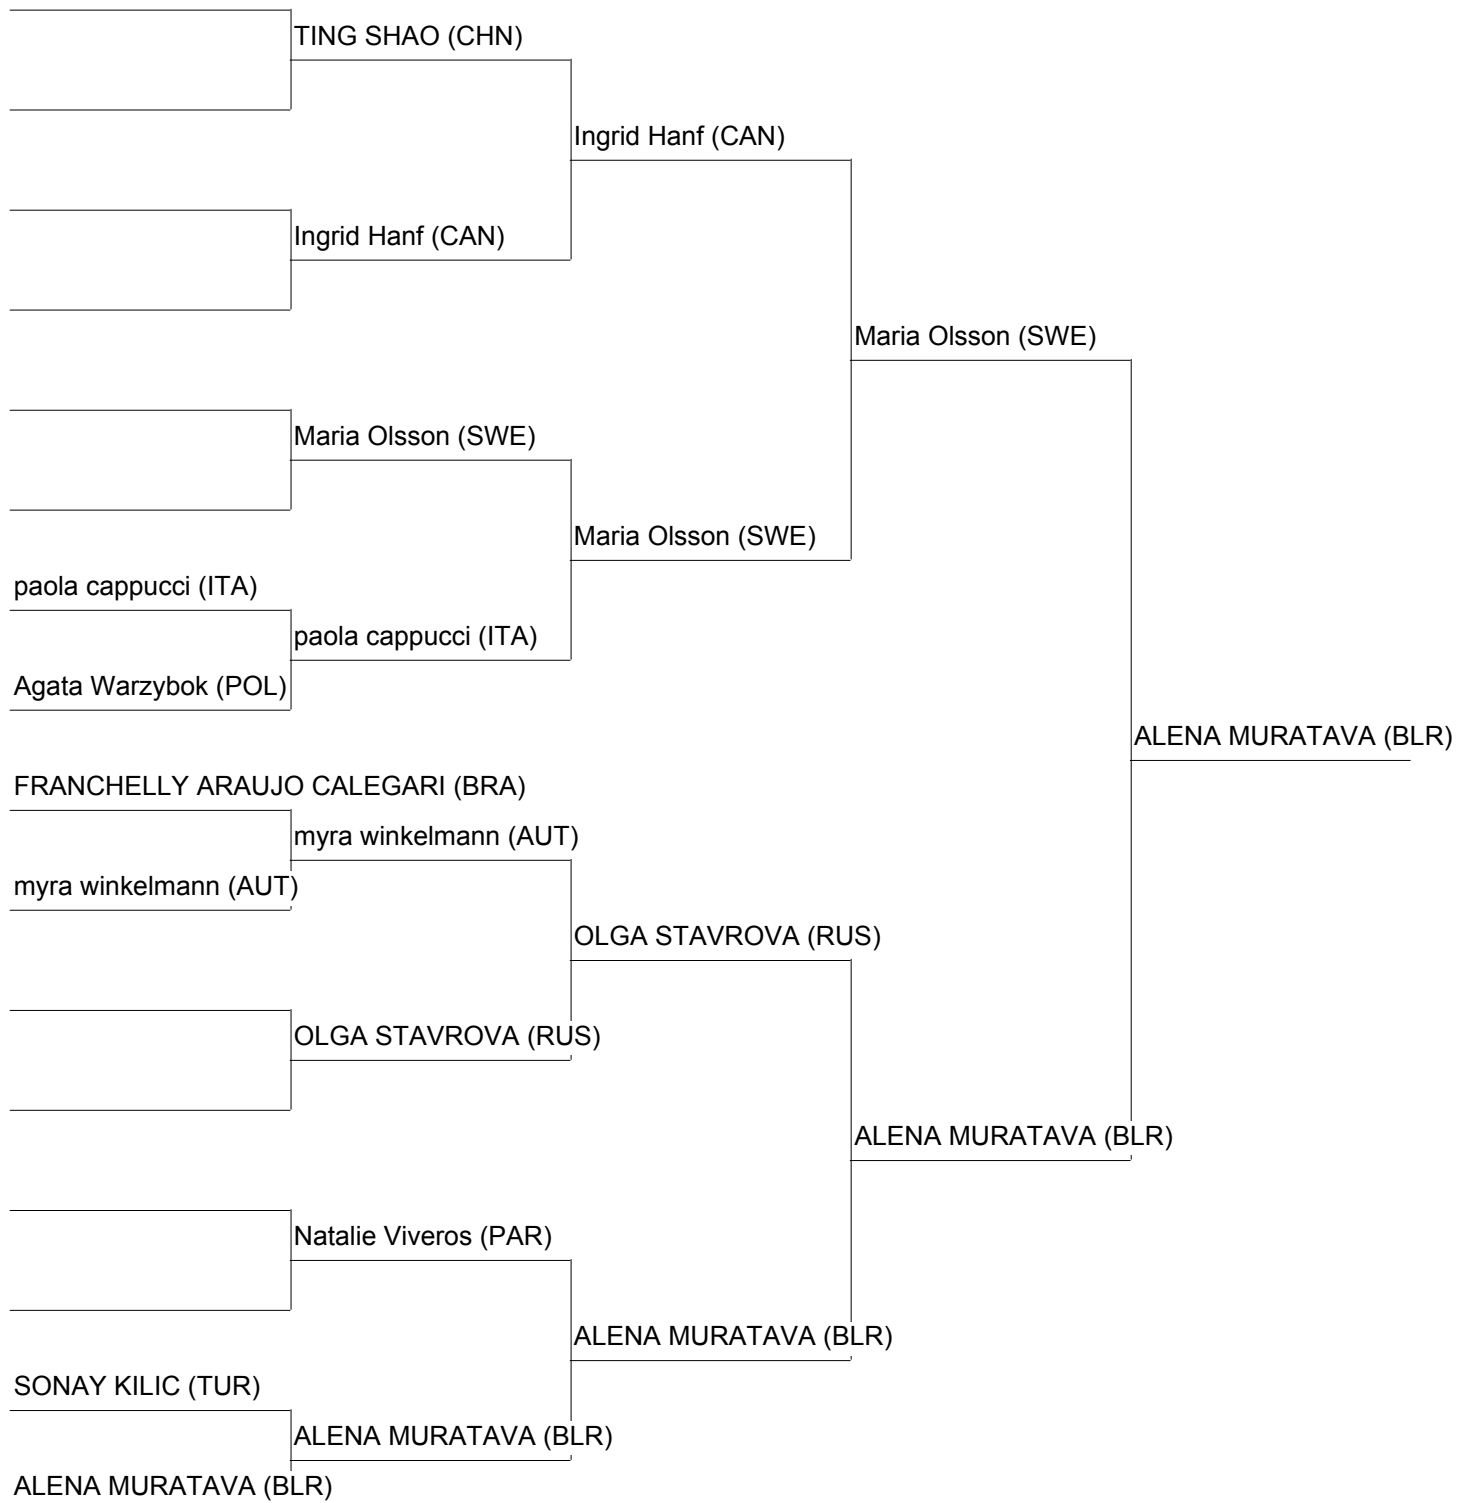 TING SHAO (CHN)
Ingrid Hanf (CAN)
Ingrid Hanf (CAN)
Maria Olsson (SWE)
Maria Olsson (SWE)
Maria Olsson (SWE)
paola cappucci (ITA)
paola cappucci (ITA)
Agata Warzybok (POL)
ALENA MURATAVA (BLR)
FRANCHELLY ARAUJO CALEGARI (BRA)
myra winkelmann (AUT)
myra winkelmann (AUT)
OLGA STAVROVA (RUS)
OLGA STAVROVA (RUS)
ALENA MURATAVA (BLR)
Natalie Viveros (PAR)
ALENA MURATAVA (BLR)
SONAY KILIC (TUR)
ALENA MURATAVA (BLR)
ALENA MURATAVA (BLR)